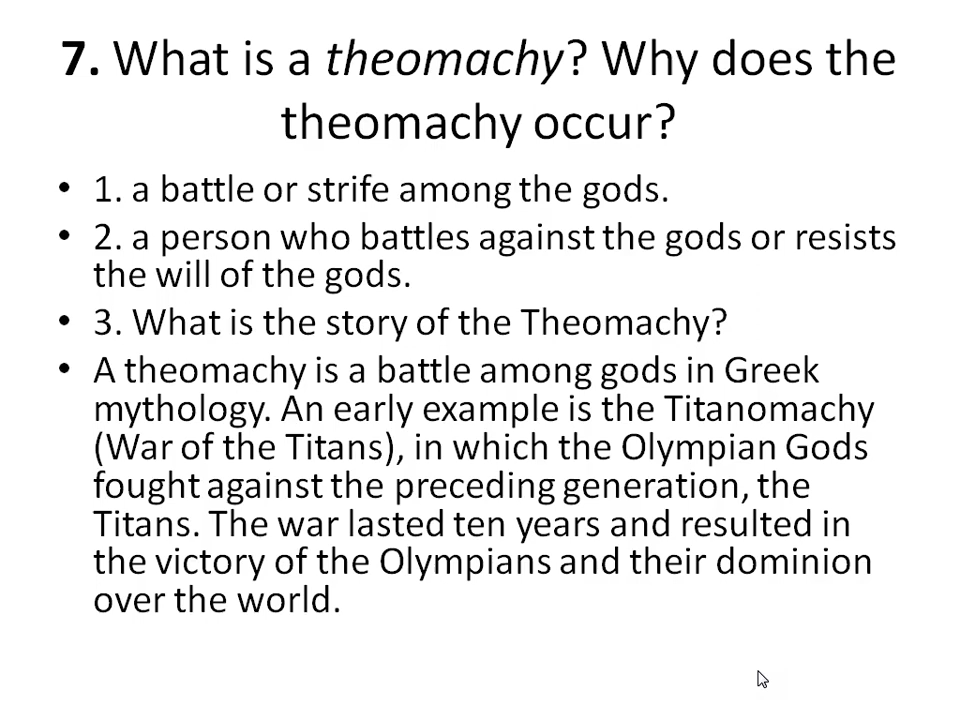 7. What is a theomachy? Why does the
theomachy occur?
• 1. a battle or strife among the gods.
• 2. a person who battles against the gods or resists
the will of the gods.
• 3. What is the story of the Theomachy?
• A theomachy is a battle among gods in Greek
mythology. An early example is the Titanomachy
(War of the Titans), in which the Olympian Gods
fought against the preceding generation, the
Titans. The war lasted ten years and resulted in
the victory of the Olympians and their dominion
over the world.